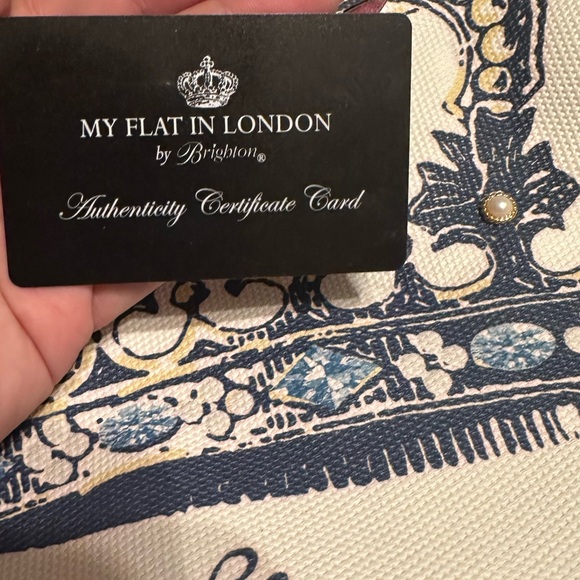 MY FLAT IN LONDON
by Brighton®
Authenticity Certificate Card